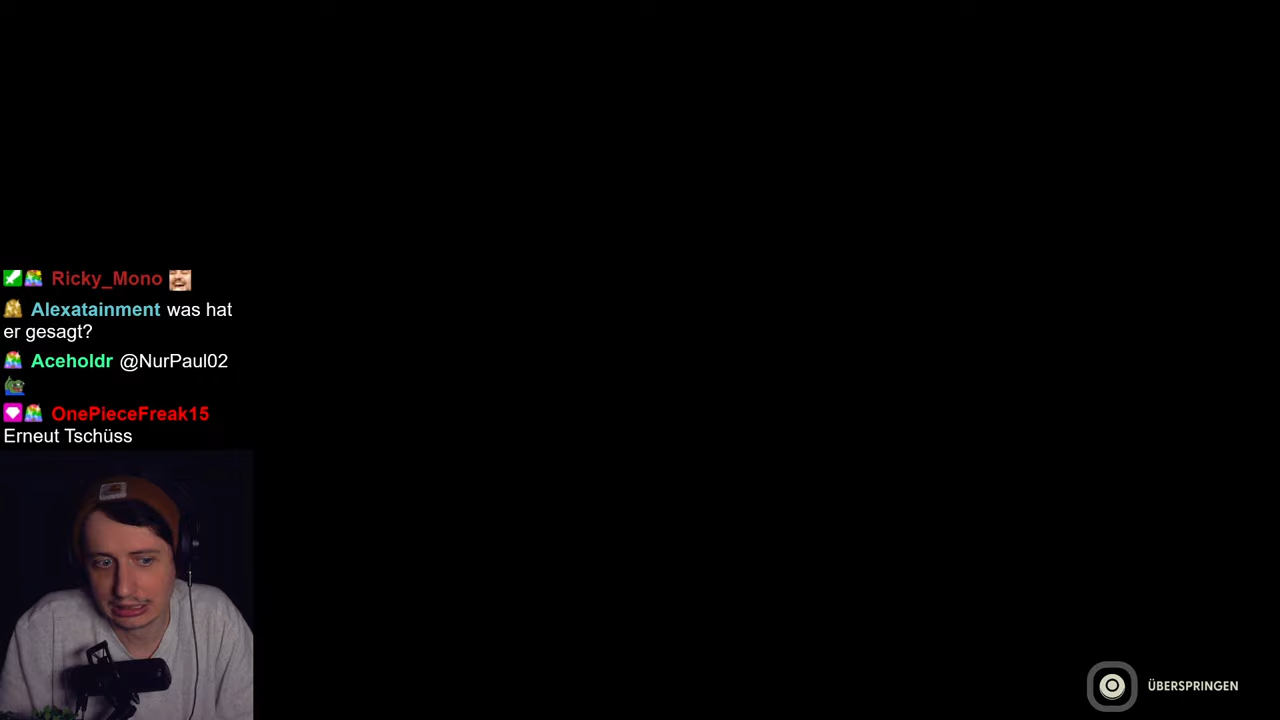 Ricky_Mono
Alexatainment was hat
er gesagt?
Aceholdr @NurPaul02
OnePieceFreak15
Erneut Tschüss
ÜBERSPRINGEN